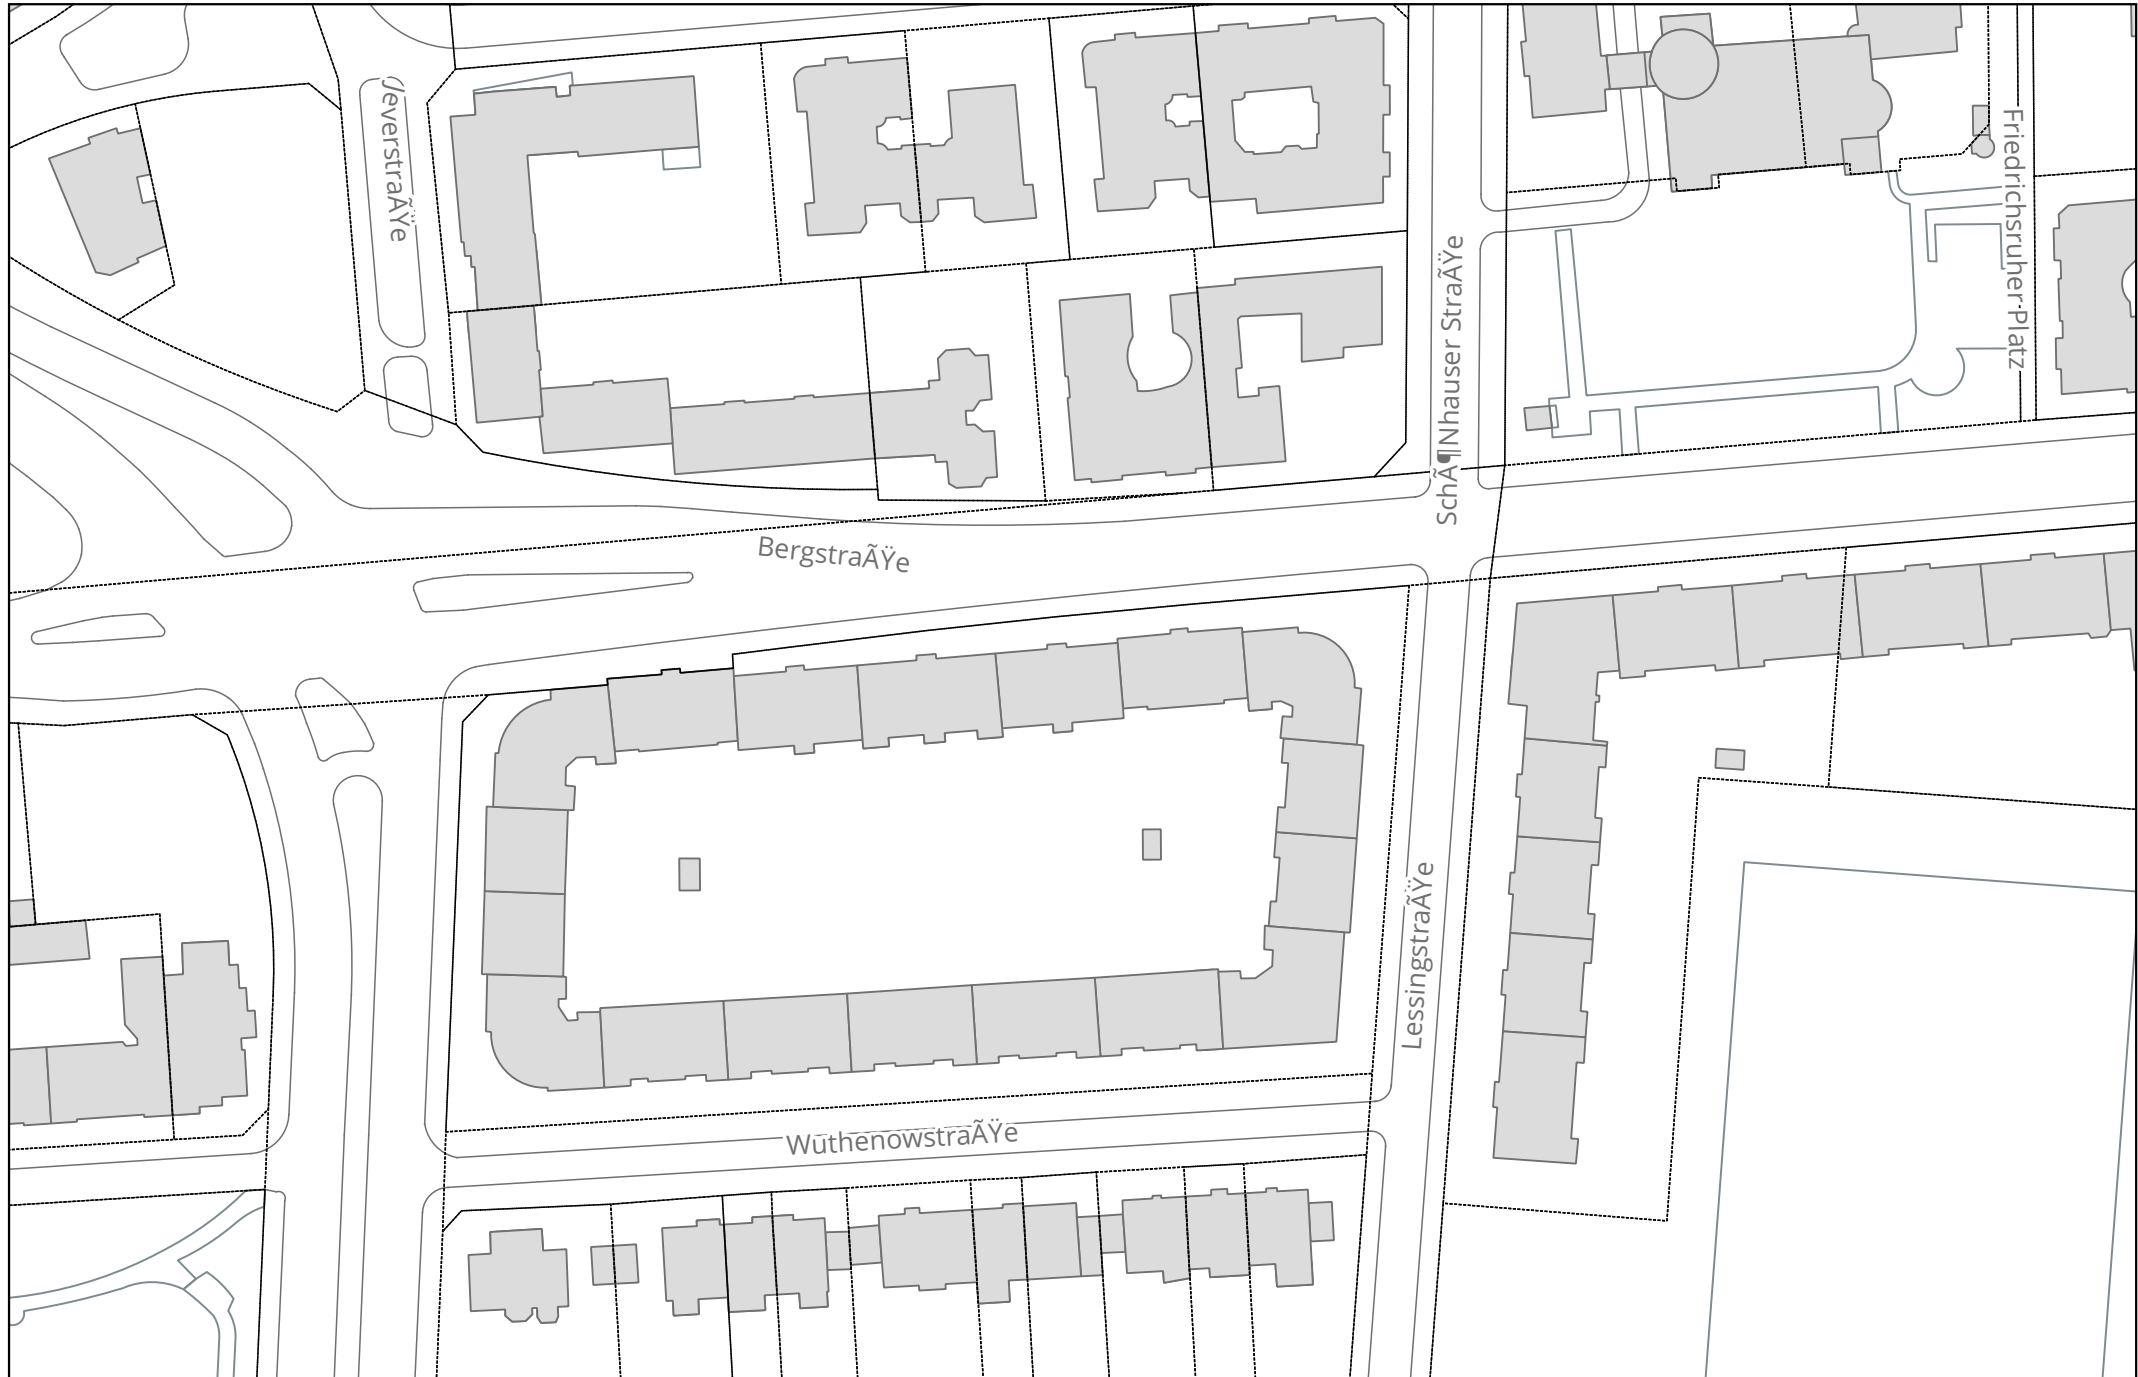 JeverstraÃŸe
Friedrichsruher-Platz
SchÃ¶Nhauser StraÃŸe
BergstraÃŸe
LessingstraÃŸe
WuthenowstraÃŸe